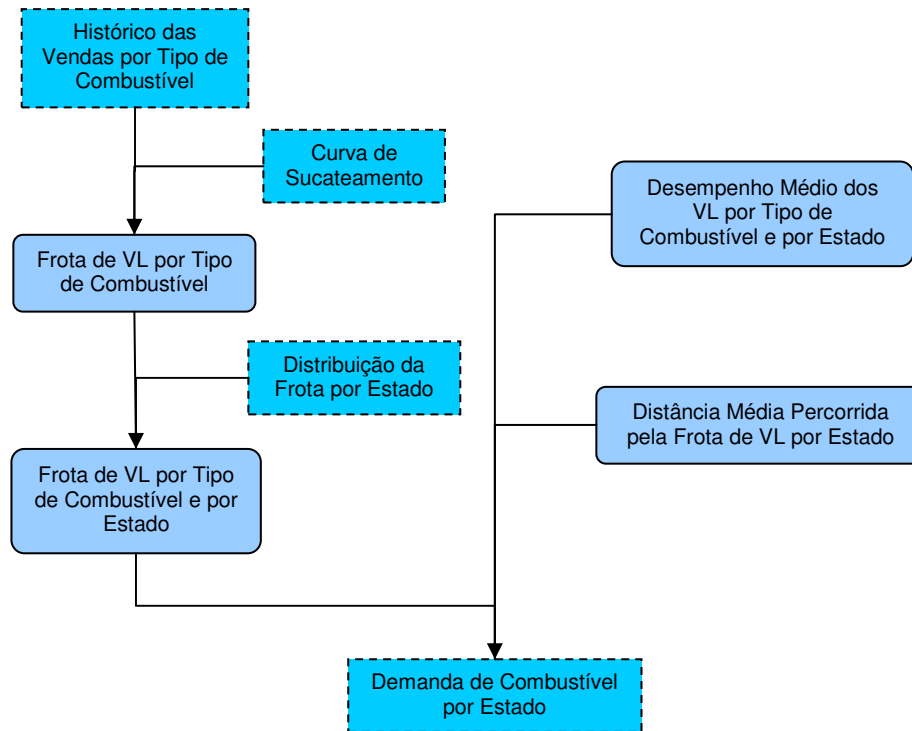 Histórico das
Vendas por Tipo de
Combustível
Curva de
Sucateamento
Desempenho Médio dos
VL por Tipo de
Combustível e por Estado
Frota de VL por Tipo
de Combustível
Distribuição da
Frota por Estado
Distância Média Percorrida
pela Frota de VL por Estado
Frota de VL por Tipo
de Combustível e por
Estado
Demanda de Combustível
por Estado